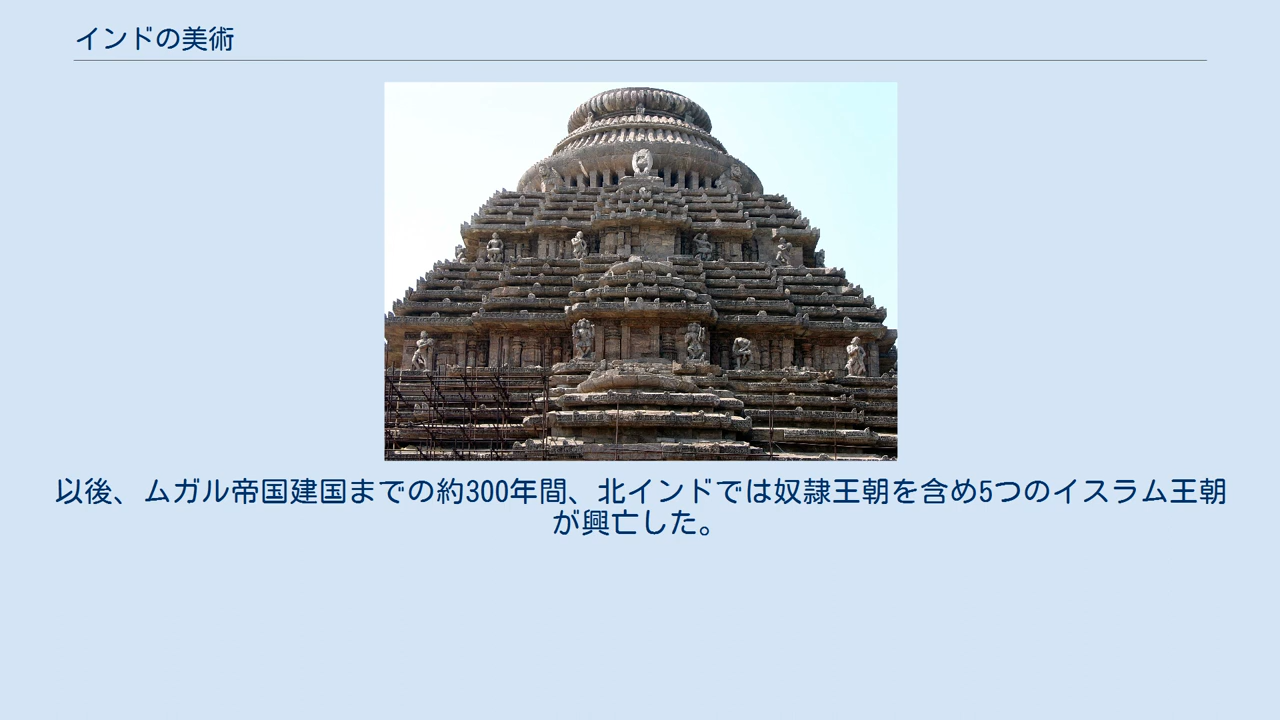 インドの美術
以後、ムガル帝国建国までの約300年間、北インドでは奴隷王朝を含め5つのイスラム王朝
が興亡した。